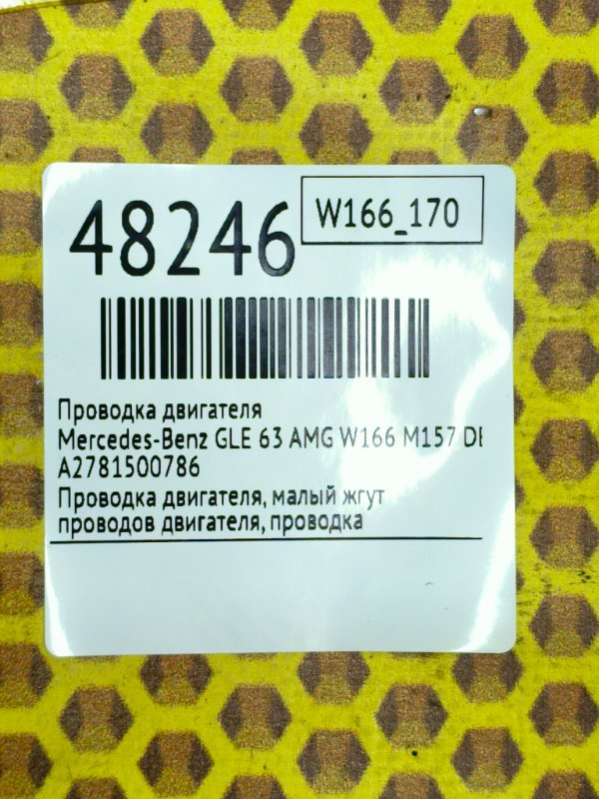 48246
W166_170
Проводка двигателя
Mercedes-Benz GLE 63 AMG W166 M157
A2781500786
Проводка двигателя, малый жгут
проводов двигателя, проводка